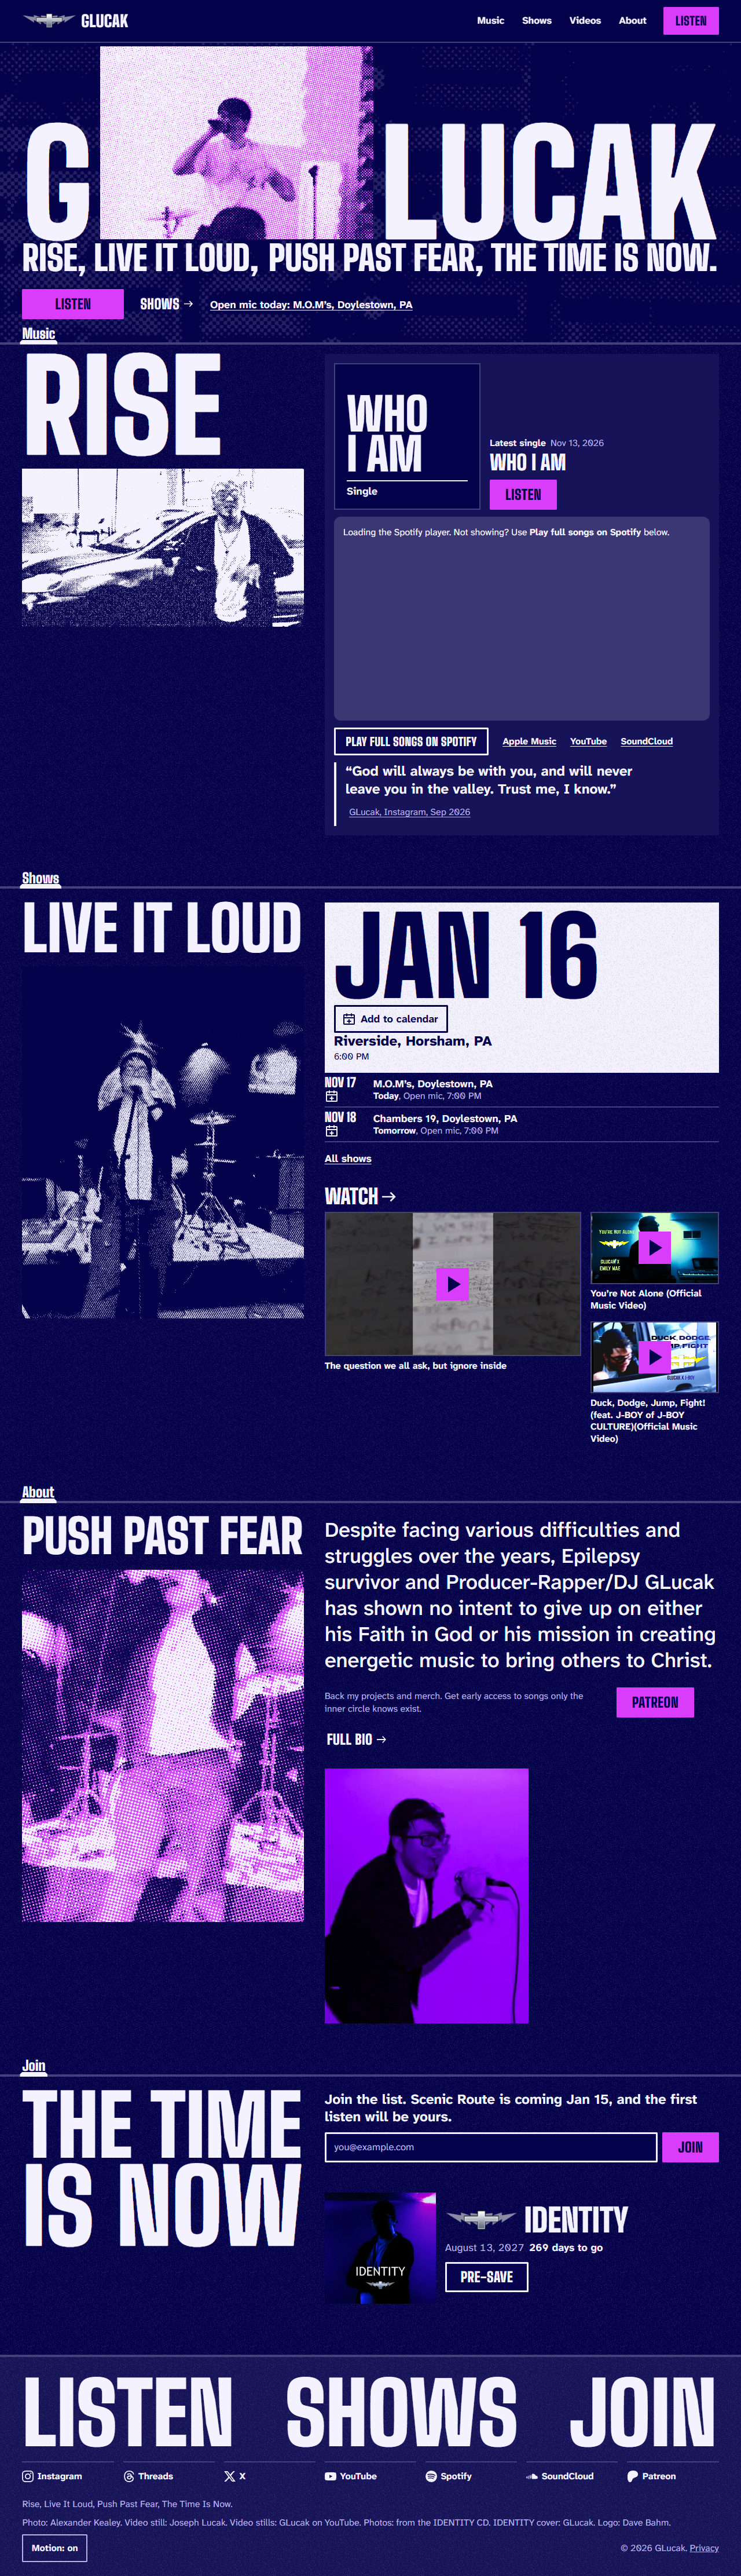 GLUCAK
Music
Shows
Videos
About
LISTEN
GLUCAK
RISE, LIVE IT LOUD, PUSH PAST FEAR, THE TIME IS NOW.
LISTEN
SHOWS →
Open mic today: M.O.M's, Doylestown, PA
Music
RISE
WHO
I AM
Single
Latest single Nov 13, 2026
WHO I AM
LISTEN
Loading the Spotify player. Not showing? Use Play full songs on Spotify below.
PLAY FULL SONGS ON SPOTIFY
Apple Music
YouTube
SoundCloud
“God will always be with you, and will never
leave you in the valley. Trust me, I know.”
GLucak, Instagram, Sep 2026
Shows
LIVE IT LOUD
JAN 16
Add to calendar
Riverside, Horsham, PA
6:00 PM
NOV 17
M.O.M's, Doylestown, PA
Today, Open mic, 7:00 PM
NOV 18
Chambers 19, Doylestown, PA
Tomorrow, Open mic, 7:00 PM
All shows
WATCH →
The question we all ask, but ignore inside
YOU'RE NOT ALONE
GLUCAK X
EMILY MAE
You're Not Alone (Official
Music Video)
DUCK, DODGE,
JUMP, FIGHT
GLUCAK X J-BOY
Duck, Dodge, Jump, Fight!
(feat. J-BOY of J-BOY
CULTURE)(Official Music
Video)
About
PUSH PAST FEAR
Despite facing various difficulties and
struggles over the years, Epilepsy
survivor and Producer-Rapper/DJ GLucak
has shown no intent to give up on either
his Faith in God or his mission in creating
energetic music to bring others to Christ.
Back my projects and merch. Get early access to songs only the
inner circle knows exist.
PATREON
FULL BIO →
Join
THE TIME
IS NOW
Join the list. Scenic Route is coming Jan 15, and the first
listen will be yours.
you@example.com
JOIN
IDENTITY
IDENTITY
August 13, 2027 269 days to go
PRE-SAVE
LISTEN
SHOWS
JOIN
Instagram
Threads
X
YouTube
Spotify
SoundCloud
Patreon
Rise, Live It Loud, Push Past Fear, The Time Is Now.
Photo: Alexander Kealey. Video still: Joseph Lucak. Video stills: GLucak on YouTube. Photos: from the IDENTITY CD. IDENTITY cover: GLucak. Logo: Dave Bahm.
Motion: on
© 2026 GLucak. Privacy